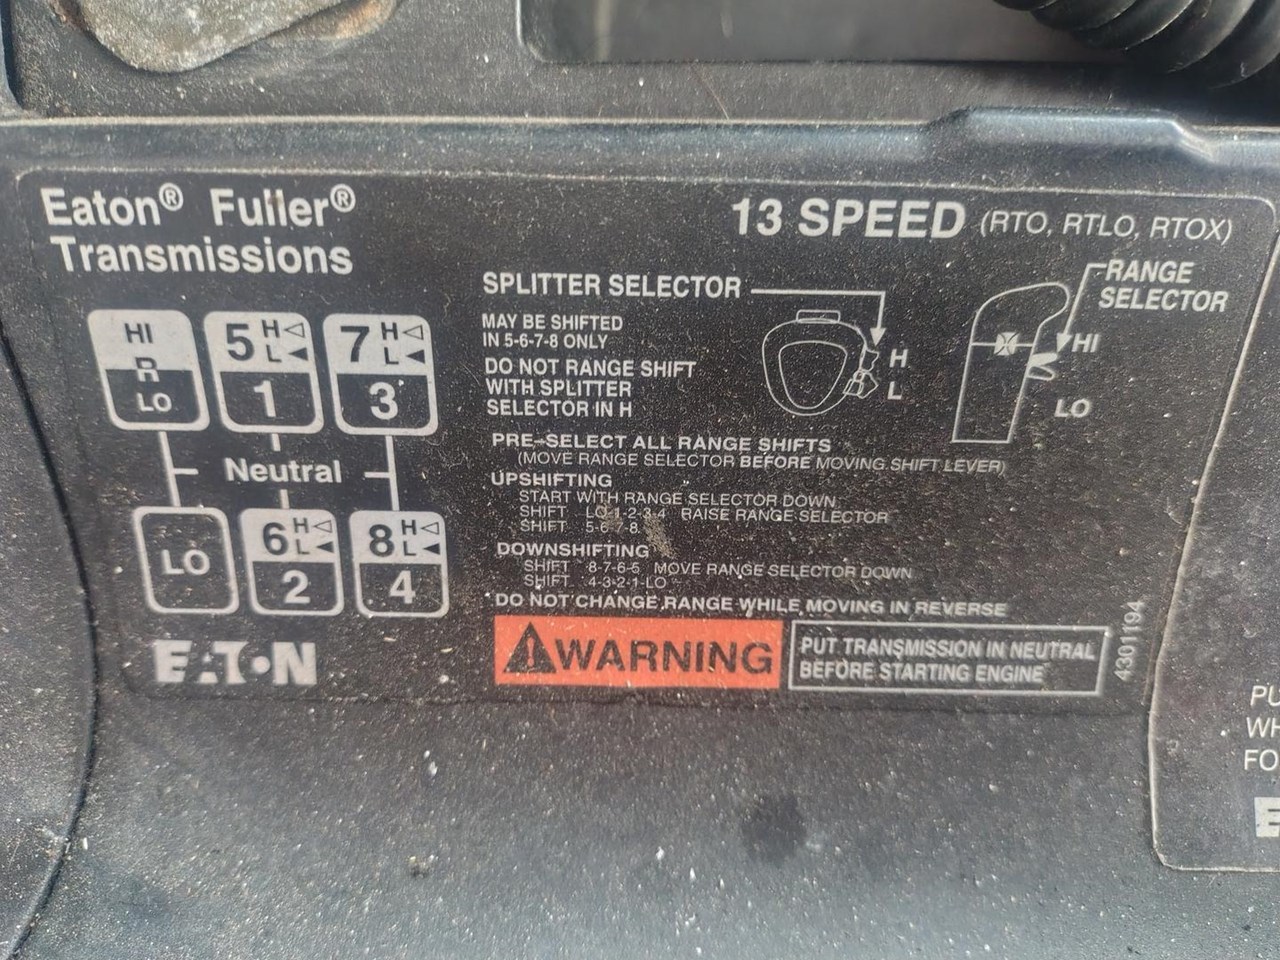 Eaton® Fuller®
Transmissions
13 SPEED (RTO, RTLO, RTOX)
HI
R
LO
5 H L
1
7 H L
3
Neutral
LO
6 H L
2
8 H L
4
EATON
SPLITTER SELECTOR
MAY BE SHIFTED
IN 5-6-7-8 ONLY
DO NOT RANGE SHIFT
WITH SPLITTER
SELECTOR IN H
H
L
RANGE
SELECTOR
HI
LO
PRE-SELECT ALL RANGE SHIFTS
(MOVE RANGE SELECTOR BEFORE MOVING SHIFT LEVER)
UPSHIFTING
START WITH RANGE SELECTOR DOWN
SHIFT LO-1-2-3-4 RAISE RANGE SELECTOR
SHIFT 5-6-7-8
DOWNSHIFTING
SHIFT 8-7-6-5 MOVE RANGE SELECTOR DOWN
SHIFT 4-3-2-1-LO
DO NOT CHANGE RANGE WHILE MOVING IN REVERSE
WARNING
PUT TRANSMISSION IN NEUTRAL
BEFORE STARTING ENGINE
4301194
PU
WH
FO